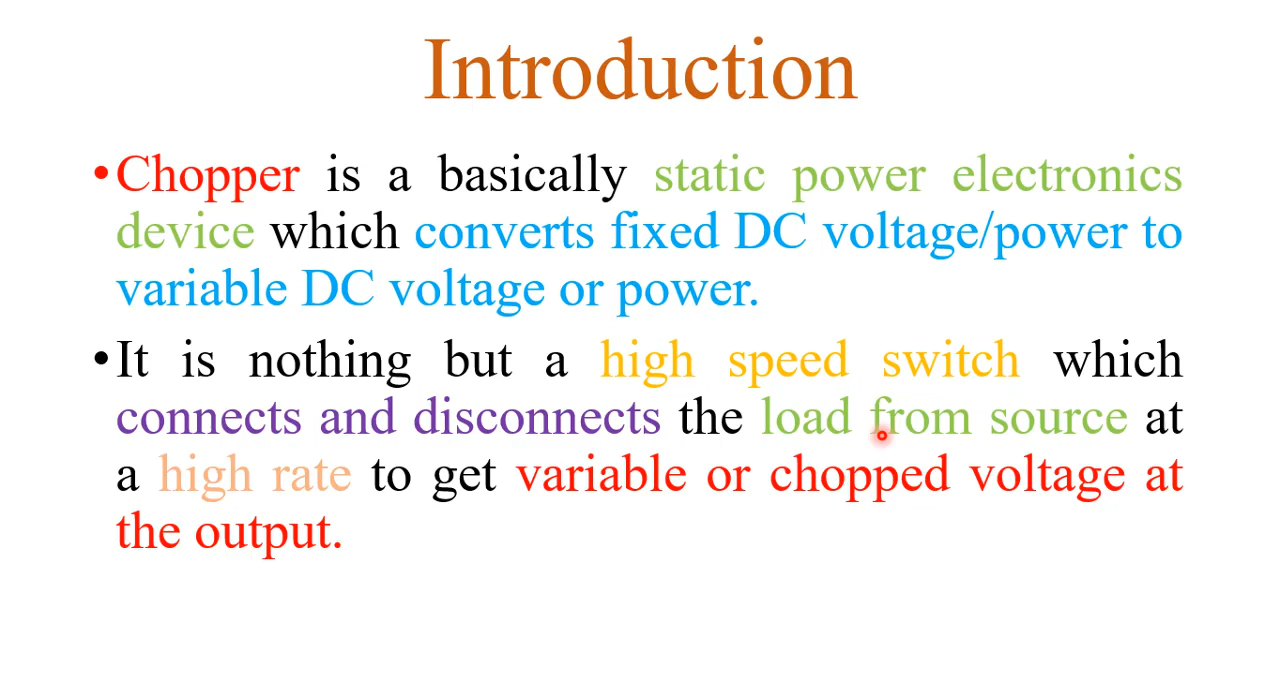 Introduction
•Chopper is a basically static power electronics
device which converts fixed DC voltage/power to
variable DC voltage or power.
•It is nothing but a high speed switch which
connects and disconnects the load from source at
a high rate to get variable or chopped voltage at
the output.